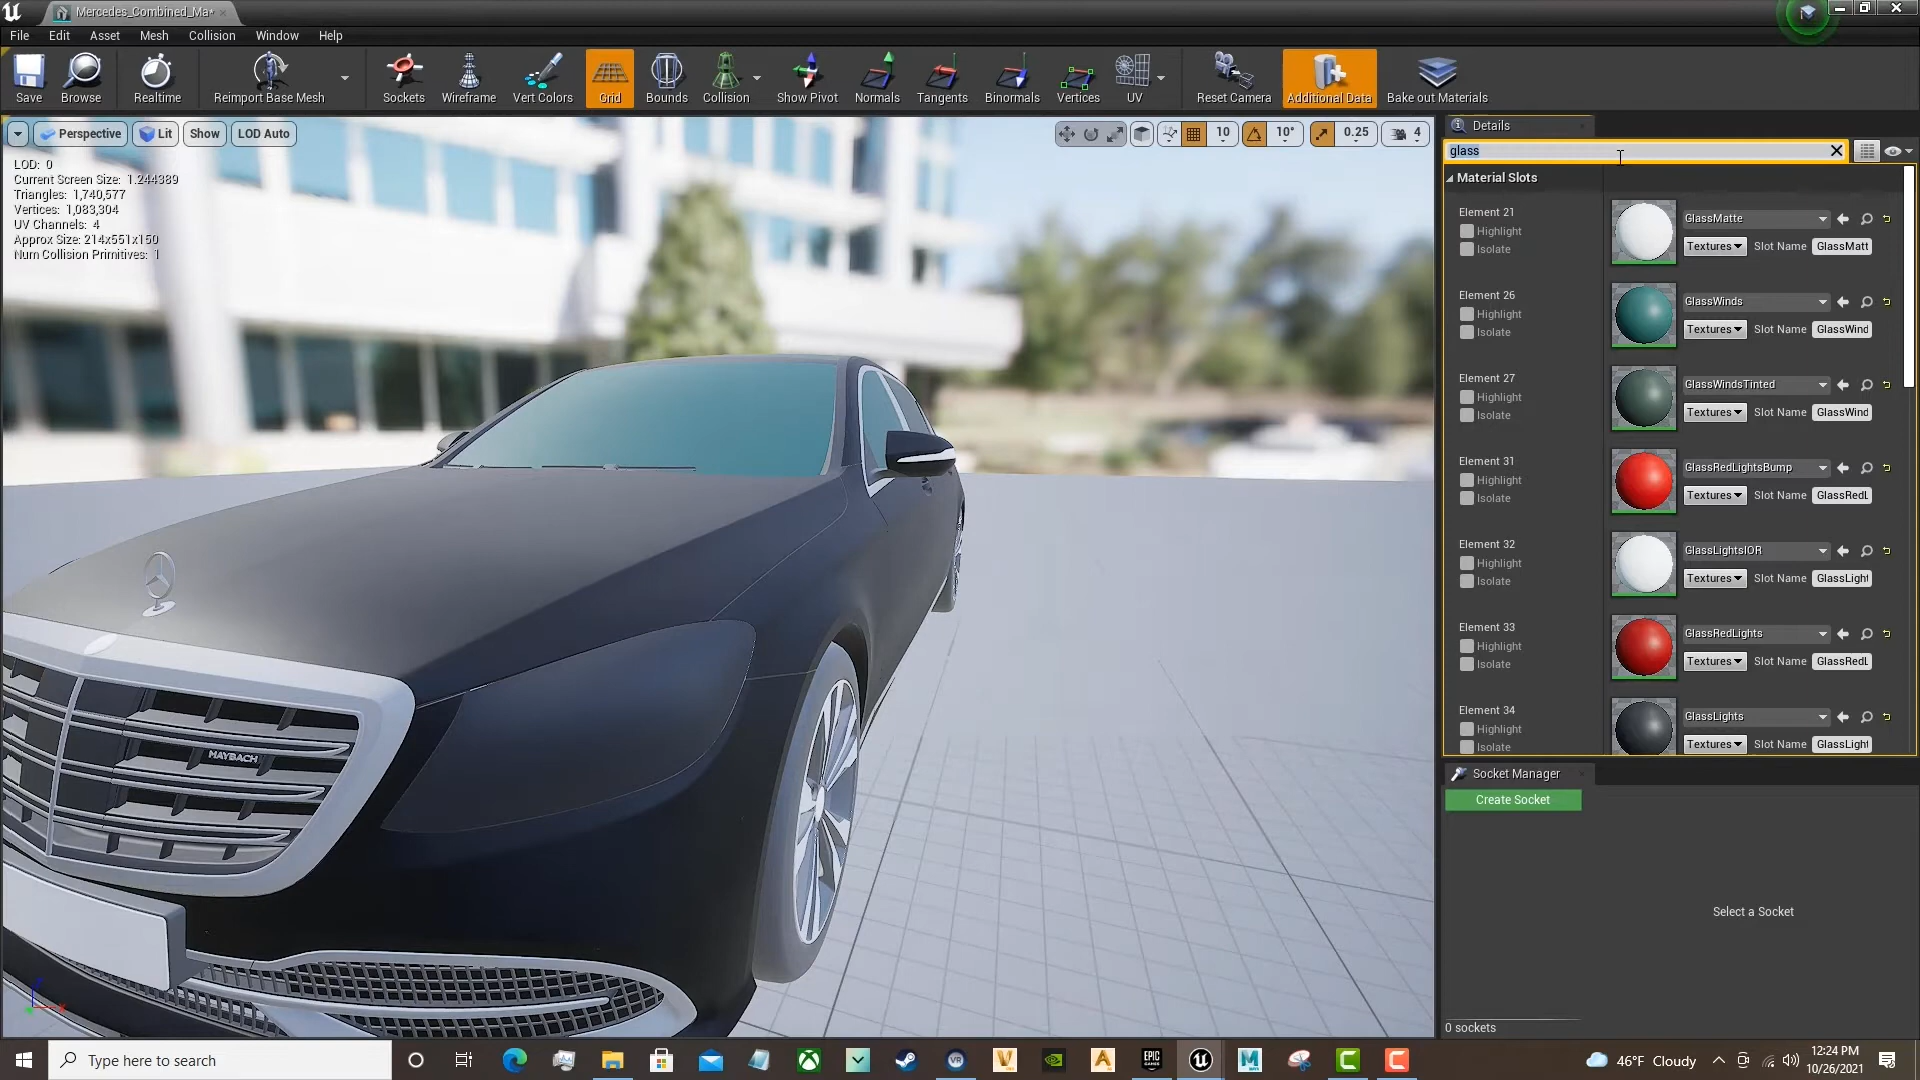 Mercedes_Combined_Ma*
File Edit Asset Mesh Collision Window Help
Save Browse Realtime Reimport Base Mesh Sockets Wireframe Vert Colors Grid Bounds Collision Show Pivot Normals Tangents Binormals Vertices UV Reset Camera Additional Data Bake out Materials
Perspective Lit Show LOD Auto 10 10° 0.25 4
LOD: 0
Current Screen Size: 1.244389
Triangles: 1,740,577
Vertices: 1,083,304
UV Channels: 4
Approx Size: 214x551x150
Num Collision Primitives: 1
MAYBACH
Details
glass
Material Slots
Element 21
Highlight
Isolate
GlassMatte
Textures Slot Name GlassMatt
Element 26
Highlight
Isolate
GlassWinds
Textures Slot Name GlassWind
Element 27
Highlight
Isolate
GlassWindsTinted
Textures Slot Name GlassWind
Element 31
Highlight
Isolate
GlassRedLightsBump
Textures Slot Name GlassRedL
Element 32
Highlight
Isolate
GlassLightsIOR
Textures Slot Name GlassLight
Element 33
Highlight
Isolate
GlassRedLights
Textures Slot Name GlassRedL
Element 34
Highlight
Isolate
GlassLights
Textures Slot Name GlassLight
Socket Manager
Create Socket
Select a Socket
0 sockets
Type here to search
EPIC GAMES
46°F Cloudy
12:24 PM
10/26/2021